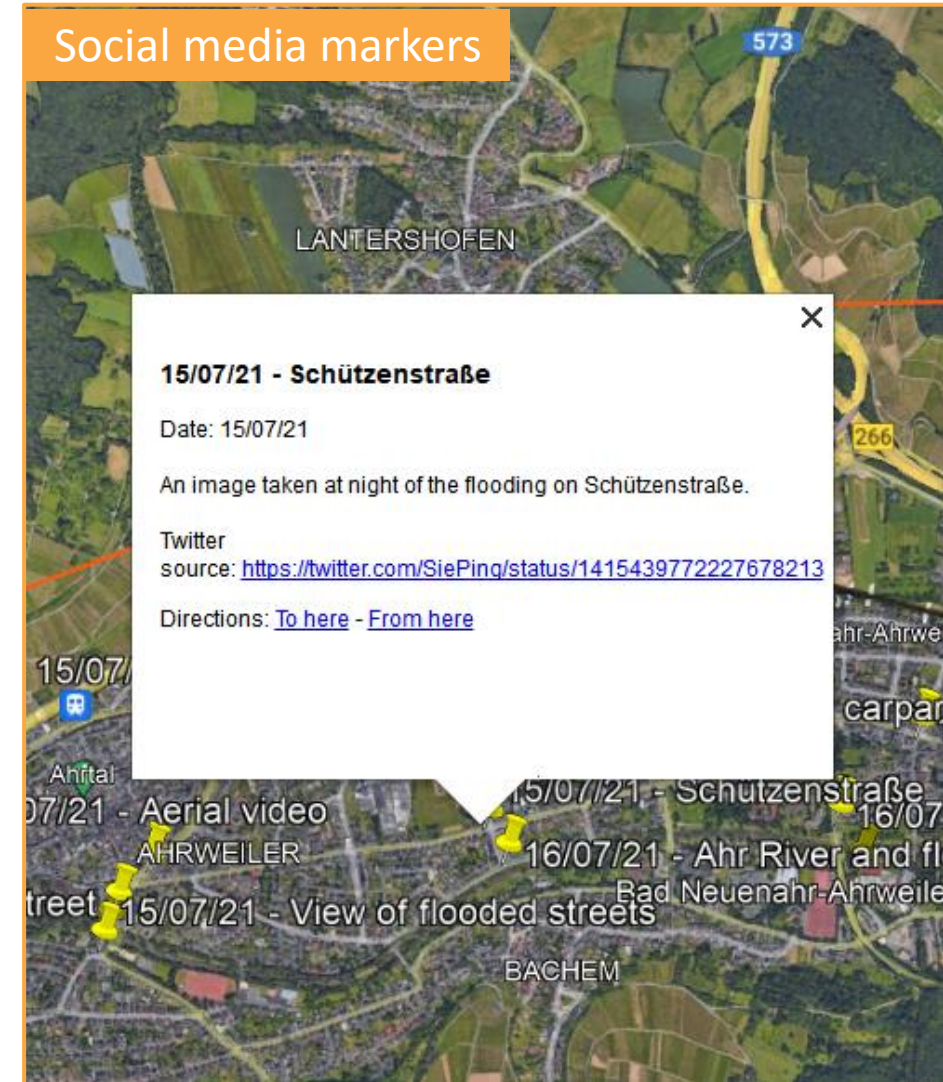 Social media markers
573
LANTERSHOFEN
15/07/21 - Schützenstraße
Date: 15/07/21
An image taken at night of the flooding on Schützenstraße.
Twitter
source: https://twitter.com/SiePing/status/1415439772227678213
Directions: To here - From here
266
ahr-Ahrwe
15/07/
carpar
Ahrtal
15/07/21 - Schützenstraße
07/21 - Aerial video
16/07
AHRWEILER
16/07/21 - Ahr River and fl
Bad Neuenahr-Ahrweile
treet
15/07/21 - View of flooded streets
BACHEM